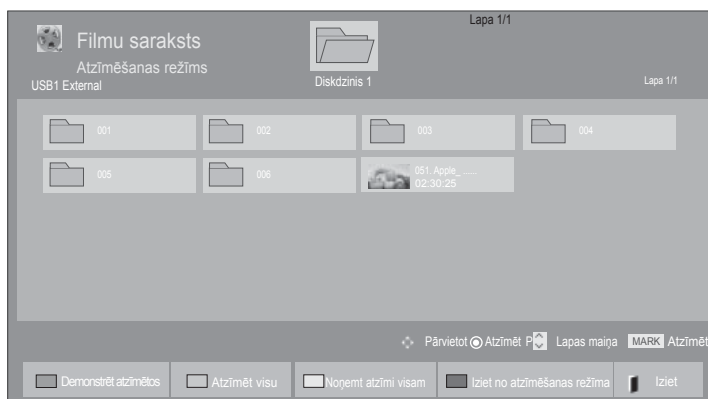 Lapa 1/1
Filmu saraksts
Atzīmēšanas režīms
USB1 External
Diskdzinis 1
Lapa 1/1
001
002
003
004
005
006
051. Apple_ ......
02:30:25
Pārvietot Atzīmēt P Lapas maiņa MARK Atzīmēt
Demonstrēt atzīmētos
Atzīmēt visu
Noņemt atzīmi visam
Iziet no atzīmēšanas režīma
Iziet